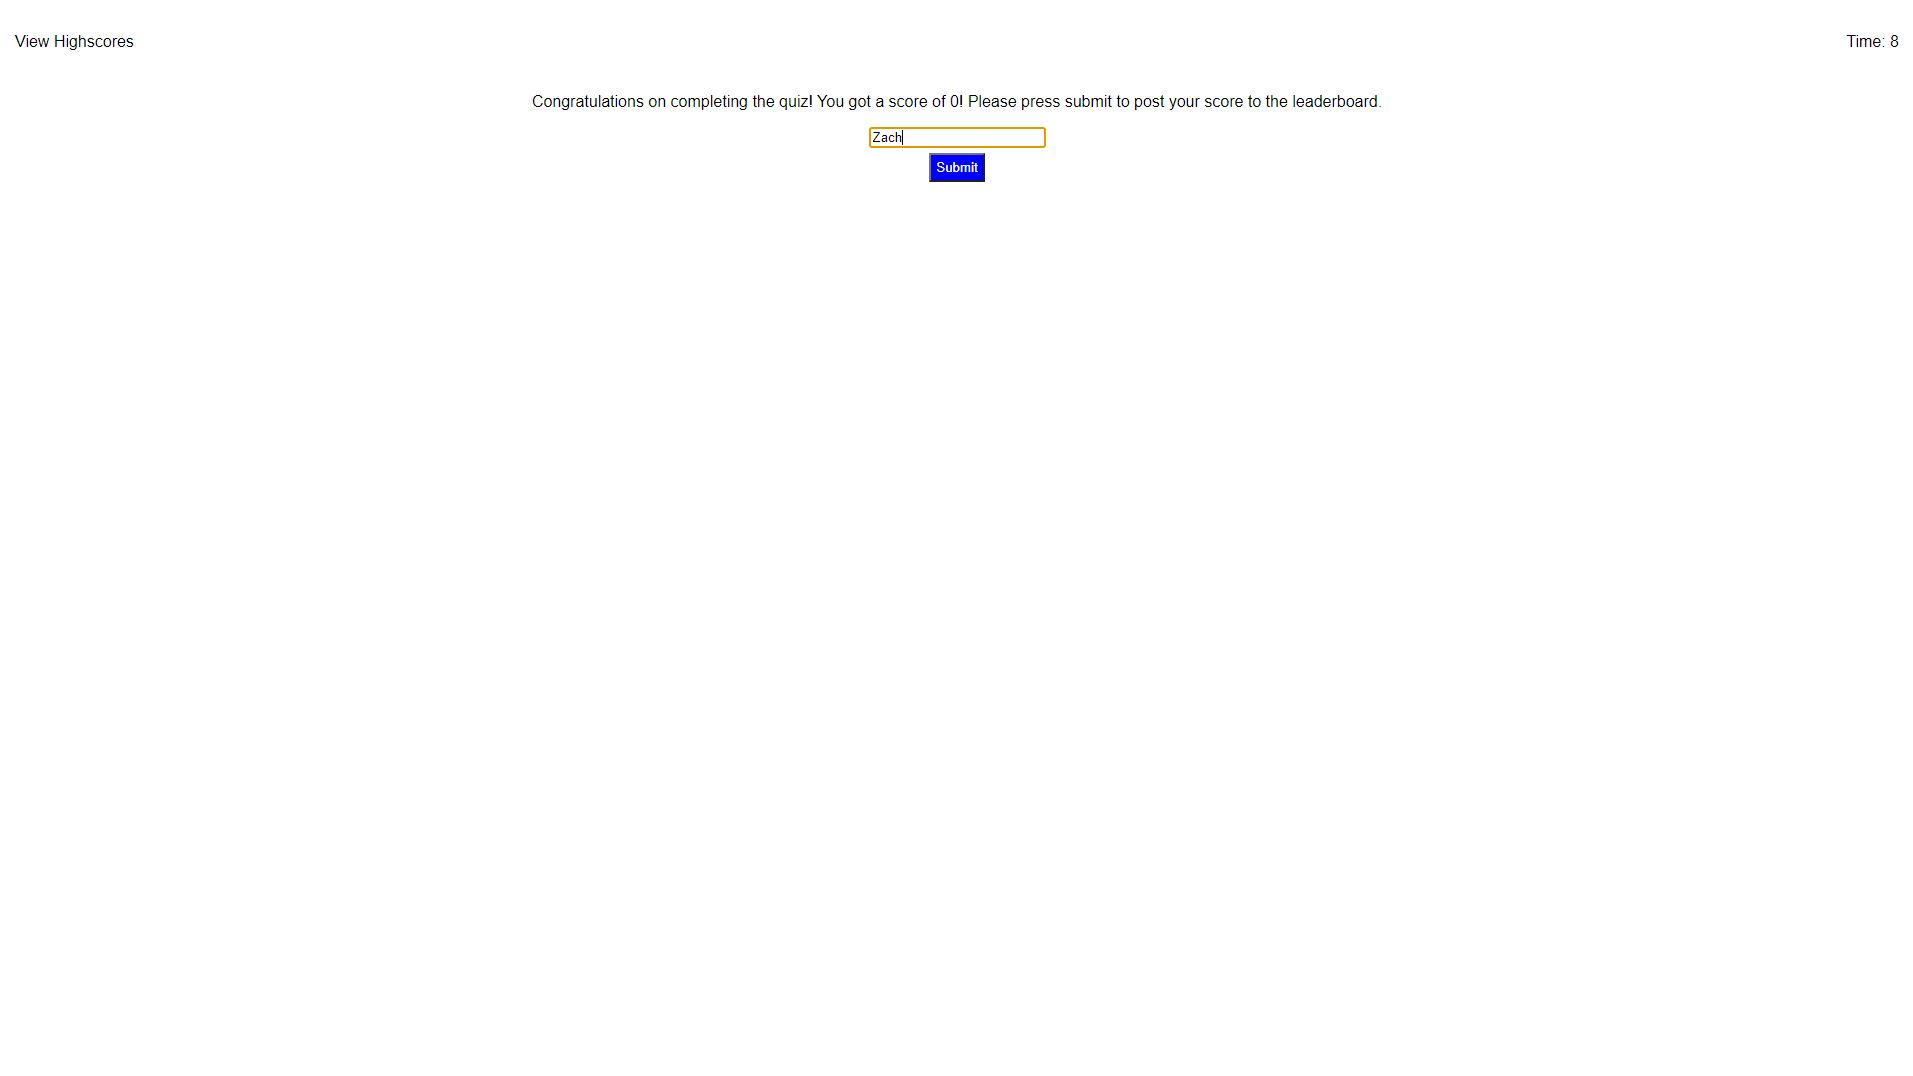 View Highscores
Time: 8
Congratulations on completing the quiz! You got a score of 0! Please press submit to post your score to the leaderboard.
Zach
Submit